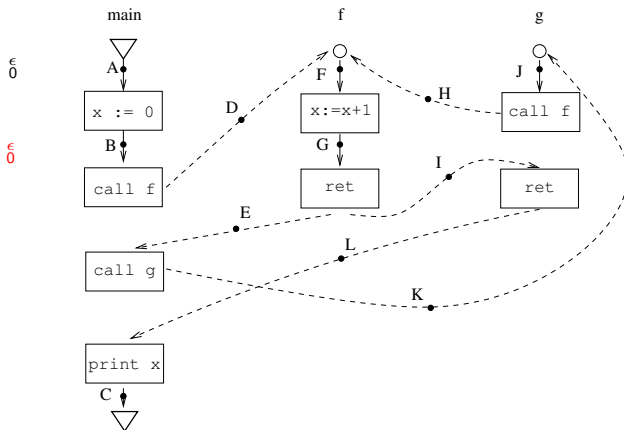 main f g
ϵ
0
A
F
J
x := 0
D
x:=x+1
H
call f
B
G
ϵ
0
call f
ret
I
ret
E
L
call g
K
print x
C